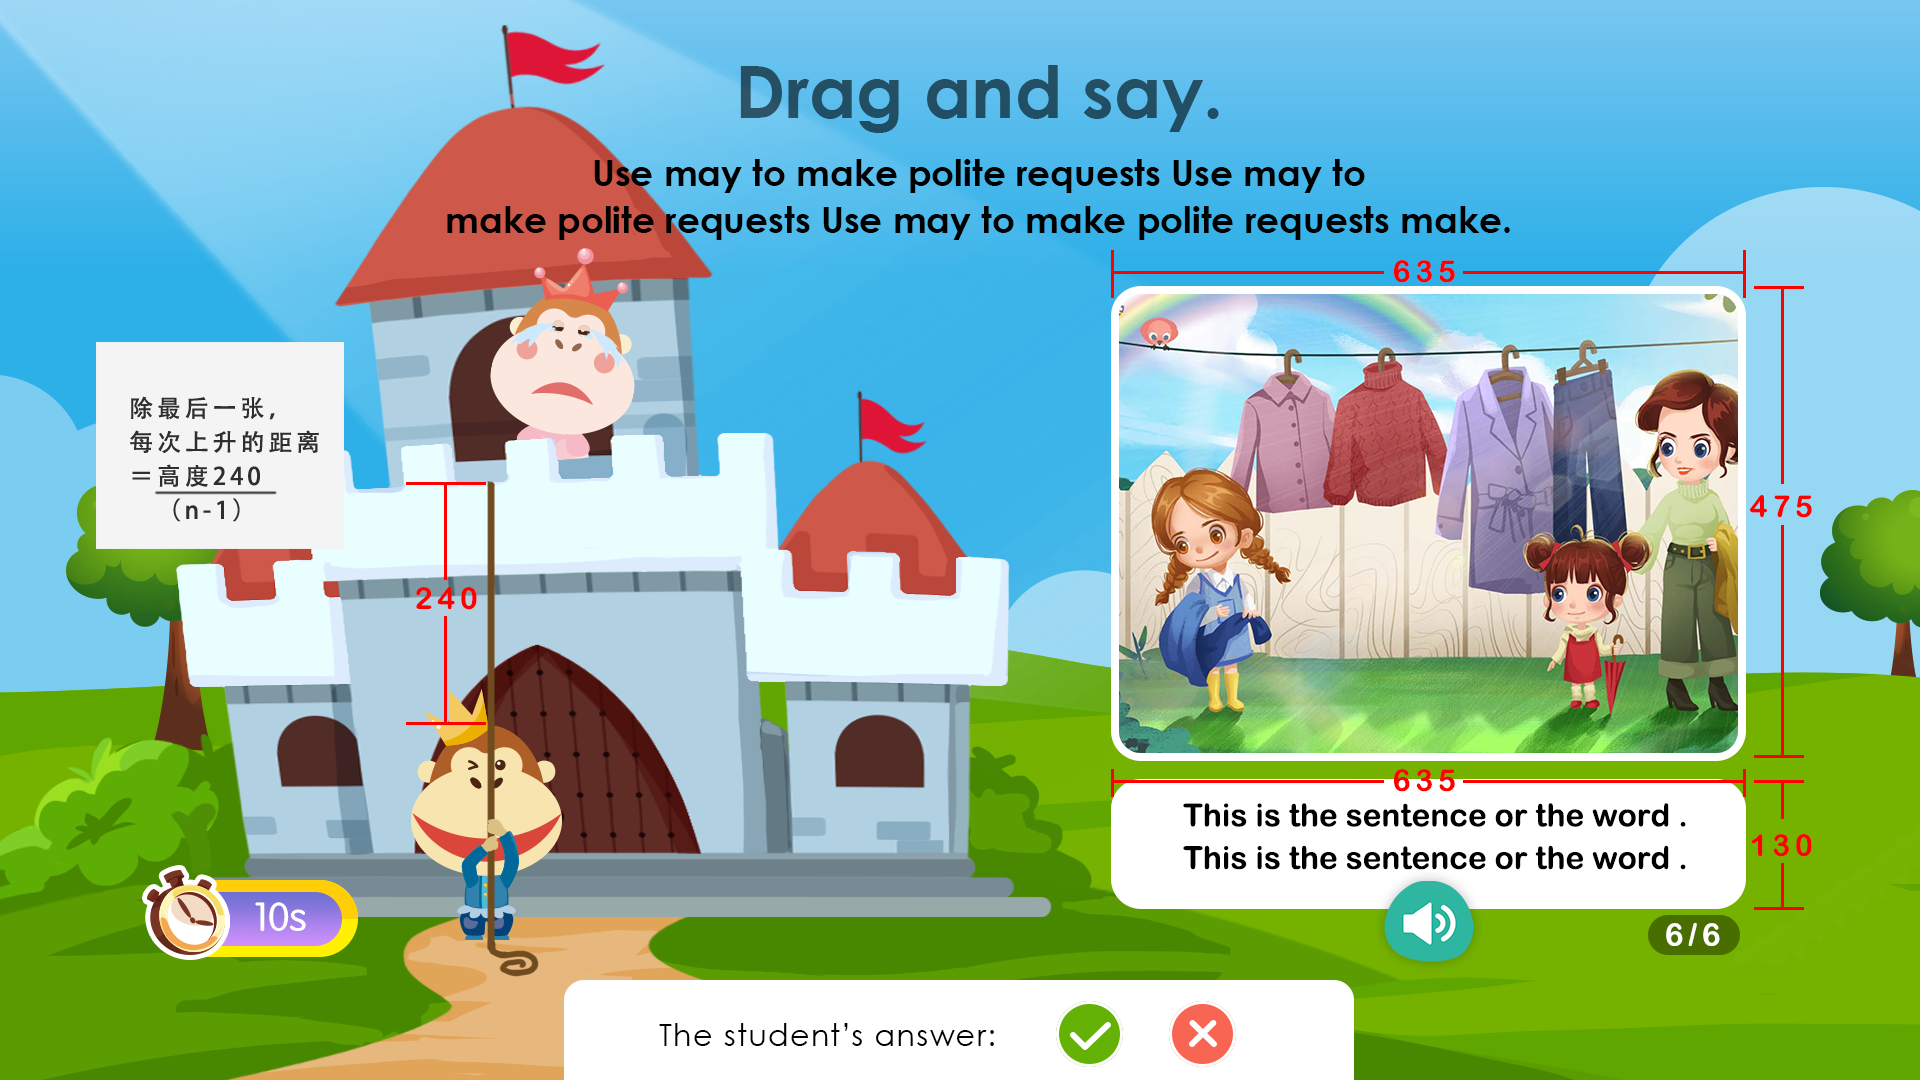 Drag and say.
Use may to make polite requests Use may to
make polite requests Use may to make polite requests make.
除最后一张,
每次上升的距离
=高度240
(n-1)
240
635
475
635
This is the sentence or the word .
This is the sentence or the word .
130
10s
6/6
The student’s answer: